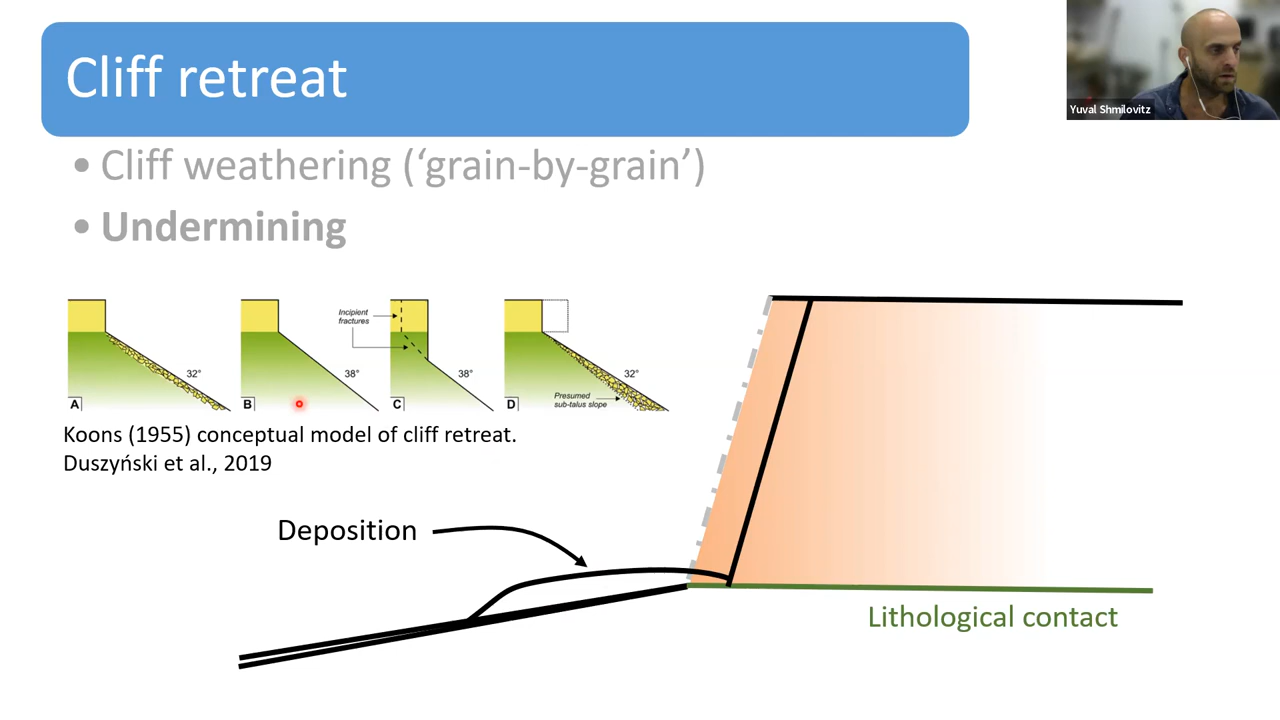 Cliff retreat
Yuval Shmilovitz
• Cliff weathering (‘grain-by-grain’)
• Undermining
32°
A
38°
B
Incipient
fractures
38°
C
32°
Presumed
sub-talus slope
D
Koons (1955) conceptual model of cliff retreat.
Duszyński et al., 2019
Deposition
Lithological contact